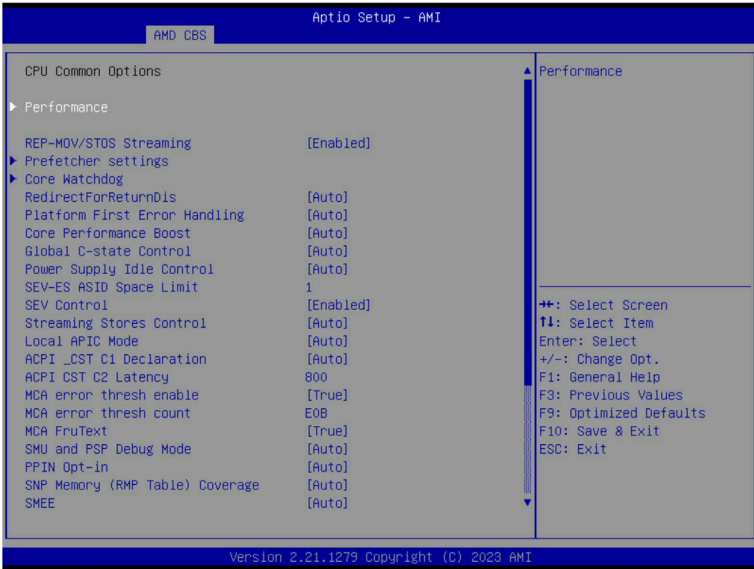 Aptio Setup – AMI
AMD CBS
CPU Common Options
Performance
REP-MOV/STOS Streaming [Enabled]
Prefetcher settings
Core Watchdog
RedirectForReturnDis [Auto]
Platform First Error Handling [Auto]
Core Performance Boost [Auto]
Global C-state Control [Auto]
Power Supply Idle Control [Auto]
SEV-ES ASID Space Limit 1
SEV Control [Enabled]
Streaming Stores Control [Auto]
Local APIC Mode [Auto]
ACPI _CST C1 Declaration [Auto]
ACPI CST C2 Latency 800
MCA error thresh enable [True]
MCA error thresh count E0B
MCA FruText [True]
SMU and PSP Debug Mode [Auto]
PPIN Opt-in [Auto]
SNP Memory (RMP Table) Coverage [Auto]
SMEE [Auto]
Performance
→←: Select Screen
↑↓: Select Item
Enter: Select
+/-: Change Opt.
F1: General Help
F3: Previous Values
F9: Optimized Defaults
F10: Save & Exit
ESC: Exit
Version 2.21.1279 Copyright (C) 2023 AMI